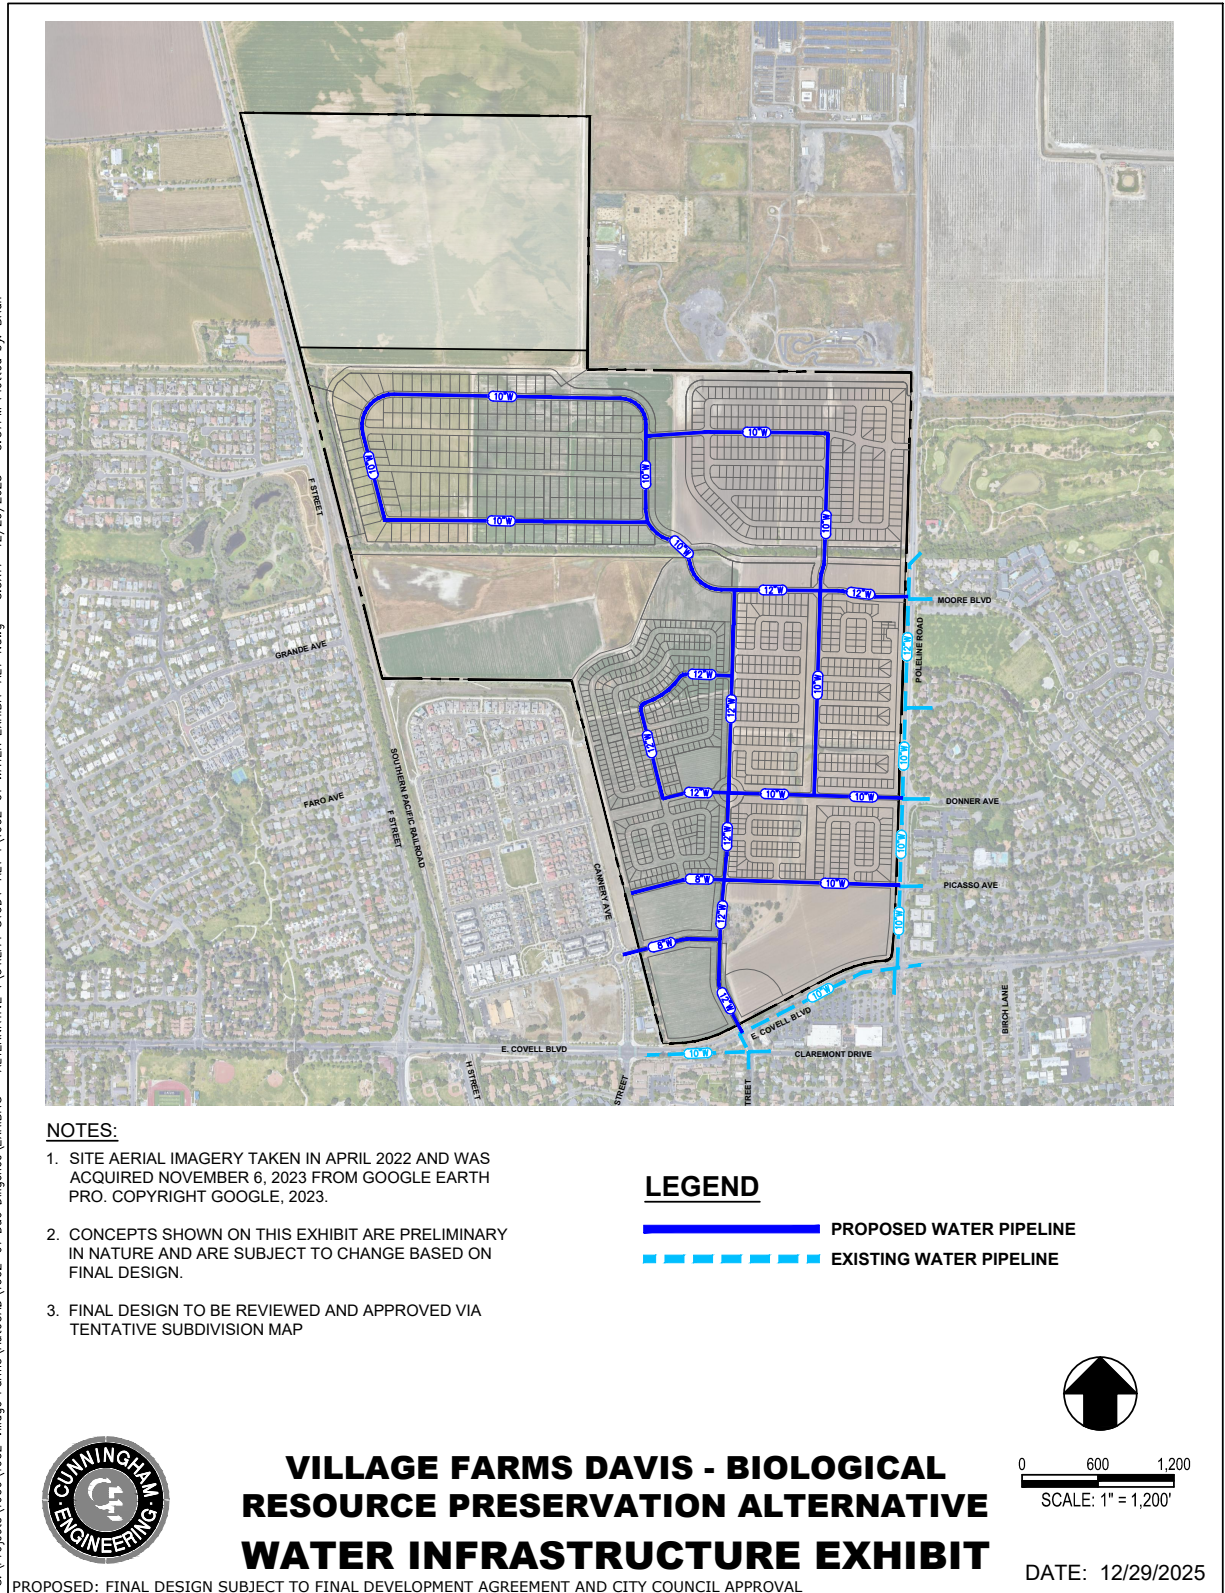 10"W
10"W
10"W
10"W
10"W
10"W
10"W
10"W
12"W
12"W
MOORE BLVD
12"W
POLELINE ROAD
F STREET
GRANDE AVE
12"W
10"W
12"W
12"W
10"W
SOUTHERN PACIFIC RAILROAD
F STREET
FARO AVE
12"W
10"W
10"W
DONNER AVE
12"W
10"W
CANNERY AVE
8"W
10"W
PICASSO AVE
12"W
10"W
8"W
12"W
10"W
E. COVELL BLVD
BIRCH LANE
E. COVELL BLVD
10"W
CLAREMONT DRIVE
H STREET
STREET
TREET
NOTES:
1. SITE AERIAL IMAGERY TAKEN IN APRIL 2022 AND WAS
ACQUIRED NOVEMBER 6, 2023 FROM GOOGLE EARTH
PRO. COPYRIGHT GOOGLE, 2023.
2. CONCEPTS SHOWN ON THIS EXHIBIT ARE PRELIMINARY
IN NATURE AND ARE SUBJECT TO CHANGE BASED ON
FINAL DESIGN.
3. FINAL DESIGN TO BE REVIEWED AND APPROVED VIA
TENTATIVE SUBDIVISION MAP
LEGEND
PROPOSED WATER PIPELINE
EXISTING WATER PIPELINE
0 600 1,200
SCALE: 1" = 1,200'
CUNNINGHAM
ENGINEERING
VILLAGE FARMS DAVIS - BIOLOGICAL
RESOURCE PRESERVATION ALTERNATIVE
WATER INFRASTRUCTURE EXHIBIT
DATE: 12/29/2025
PROPOSED: FINAL DESIGN SUBJECT TO FINAL DEVELOPMENT AGREEMENT AND CITY COUNCIL APPROVAL